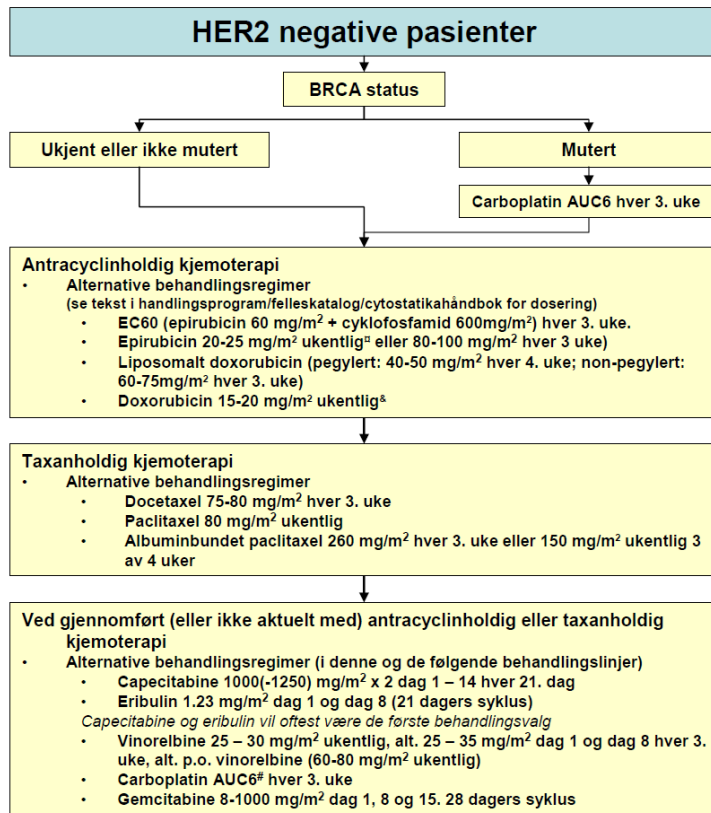 HER2 negative pasienter
BRCA status
Ukjent eller ikke mutert
Mutert
Carboplatin AUC6 hver 3. uke
Antracyclinholdig kjemoterapi
• Alternative behandlingsregimer
(se tekst i handlingsprogram/felleskatalog/cytostatikahåndbok for dosering)
• EC60 (epirubicin 60 mg/m² + cyklofosfamid 600mg/m²) hver 3. uke.
• Epirubicin 20-25 mg/m² ukentlig¤ eller 80-100 mg/m² hver 3 uke)
• Liposomalt doxorubicin (pegylert: 40-50 mg/m² hver 4. uke; non-pegylert:
60-75mg/m² hver 3. uke)
• Doxorubicin 15-20 mg/m² ukentlig&
Taxanholdig kjemoterapi
• Alternative behandlingsregimer
• Docetaxel 75-80 mg/m² hver 3. uke
• Paclitaxel 80 mg/m² ukentlig
• Albuminbundet paclitaxel 260 mg/m² hver 3. uke eller 150 mg/m² ukentlig 3
av 4 uker
Ved gjennomført (eller ikke aktuelt med) antracyclinholdig eller taxanholdig
kjemoterapi
• Alternative behandlingsregimer (i denne og de følgende behandlingslinjer)
• Capecitabine 1000(-1250) mg/m² x 2 dag 1 – 14 hver 21. dag
• Eribulin 1.23 mg/m² dag 1 og dag 8 (21 dagers syklus)
Capecitabine og eribulin vil oftest være de første behandlingsvalg
• Vinorelbine 25 – 30 mg/m² ukentlig, alt. 25 – 35 mg/m² dag 1 og dag 8 hver 3.
uke, alt. p.o. vinorelbine (60-80 mg/m² ukentlig)
• Carboplatin AUC6# hver 3. uke
• Gemcitabine 8-1000 mg/m² dag 1, 8 og 15. 28 dagers syklus